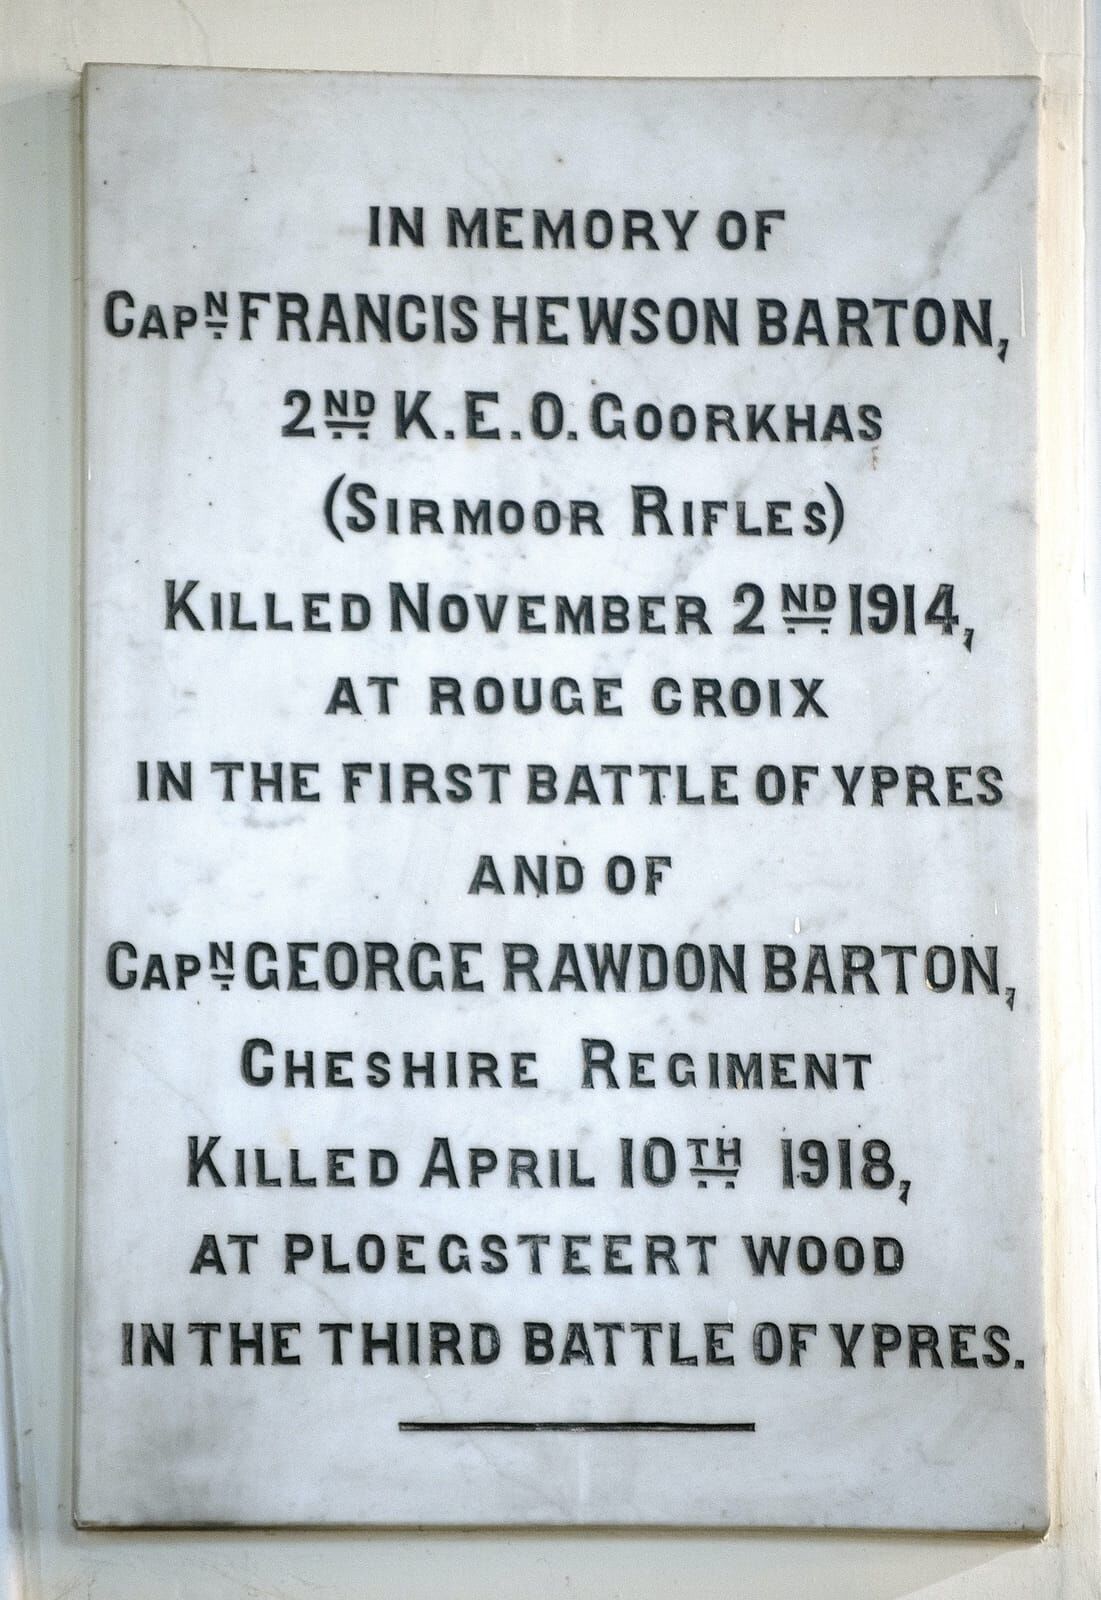 IN MEMORY OF
CAPN FRANCIS HEWSON BARTON,
2ND K.E.O. GOORKHAS
(SIRMOOR RIFLES)
KILLED NOVEMBER 2ND 1914,
AT ROUGE CROIX
IN THE FIRST BATTLE OF YPRES
AND OF
CAPN GEORGE RAWDON BARTON,
CHESHIRE REGIMENT
KILLED APRIL 10TH 1918,
AT PLOEGSTEERT WOOD
IN THE THIRD BATTLE OF YPRES.